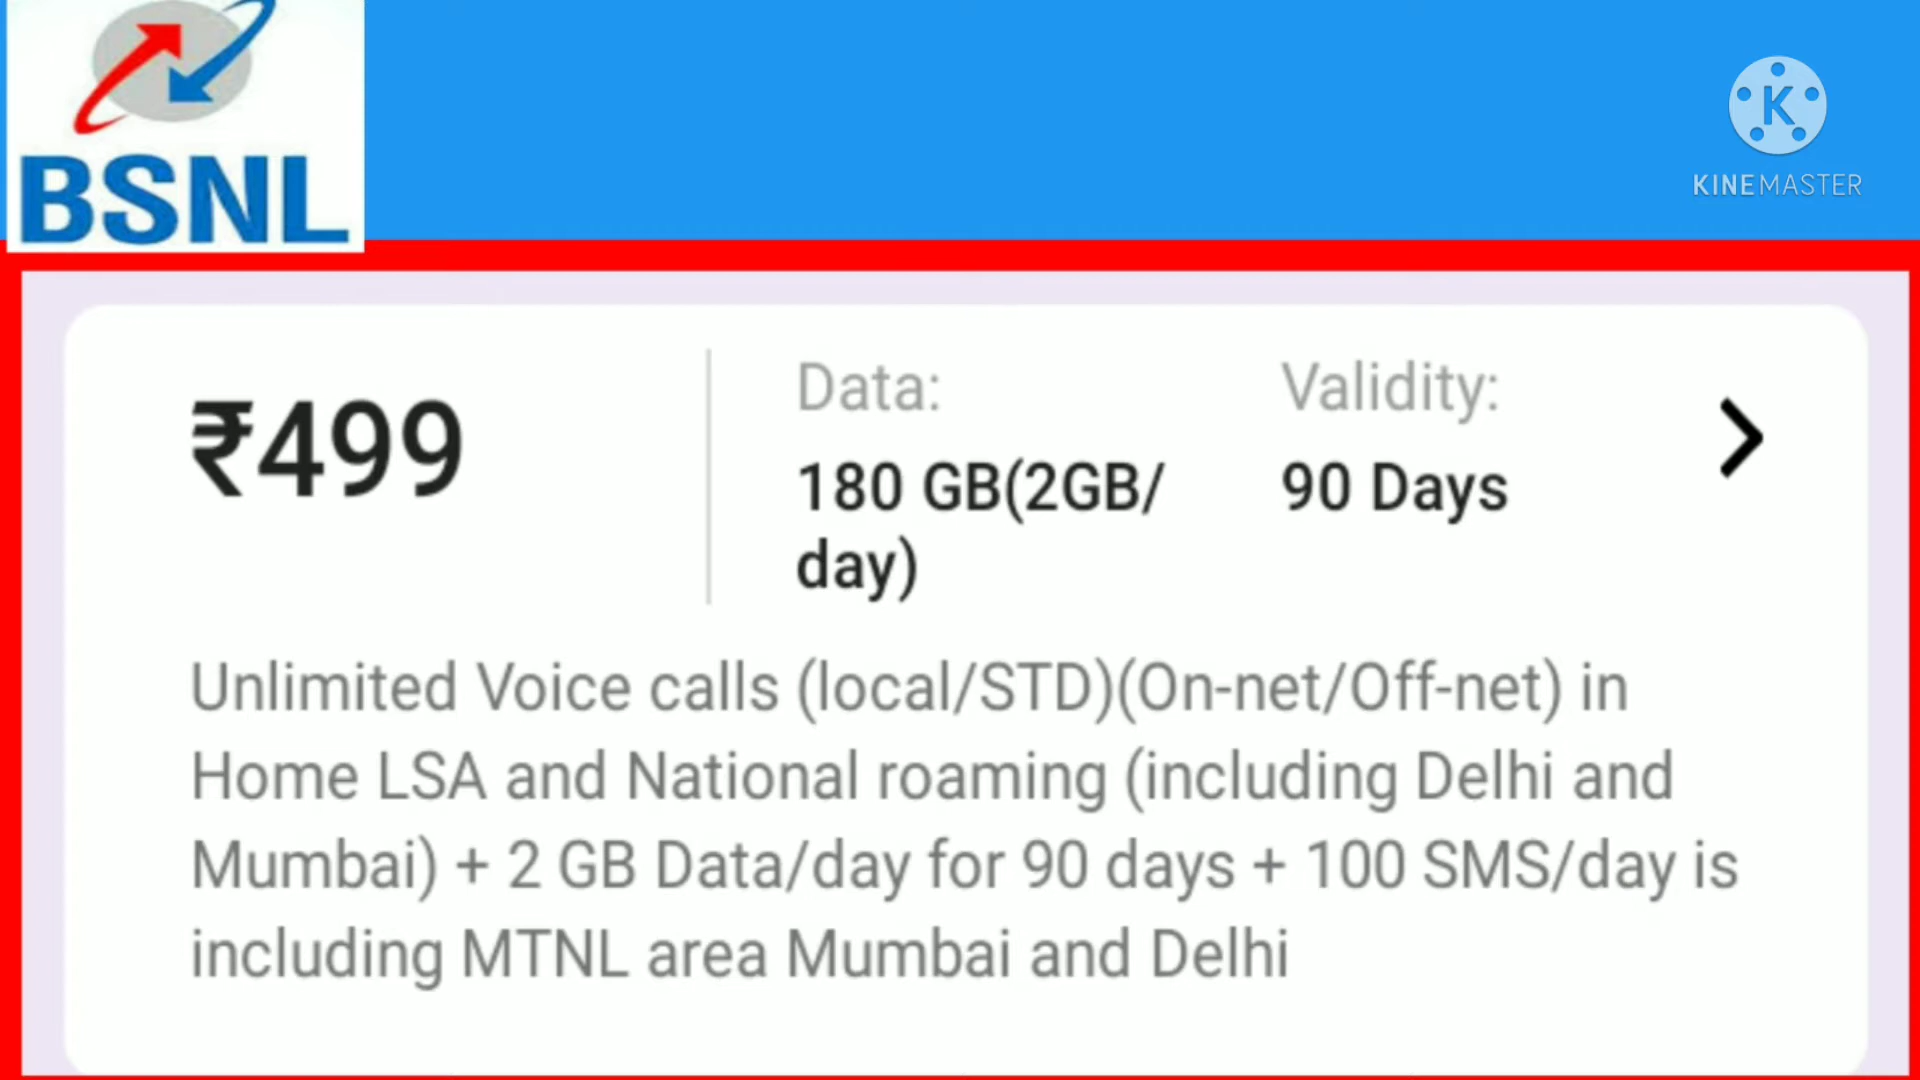 BSNL
K
KINEMASTER
₹499
Data:
180 GB(2GB/
day)
Validity:
90 Days
Unlimited Voice calls (local/STD)(On-net/Off-net) in
Home LSA and National roaming (including Delhi and
Mumbai) + 2 GB Data/day for 90 days + 100 SMS/day is
including MTNL area Mumbai and Delhi